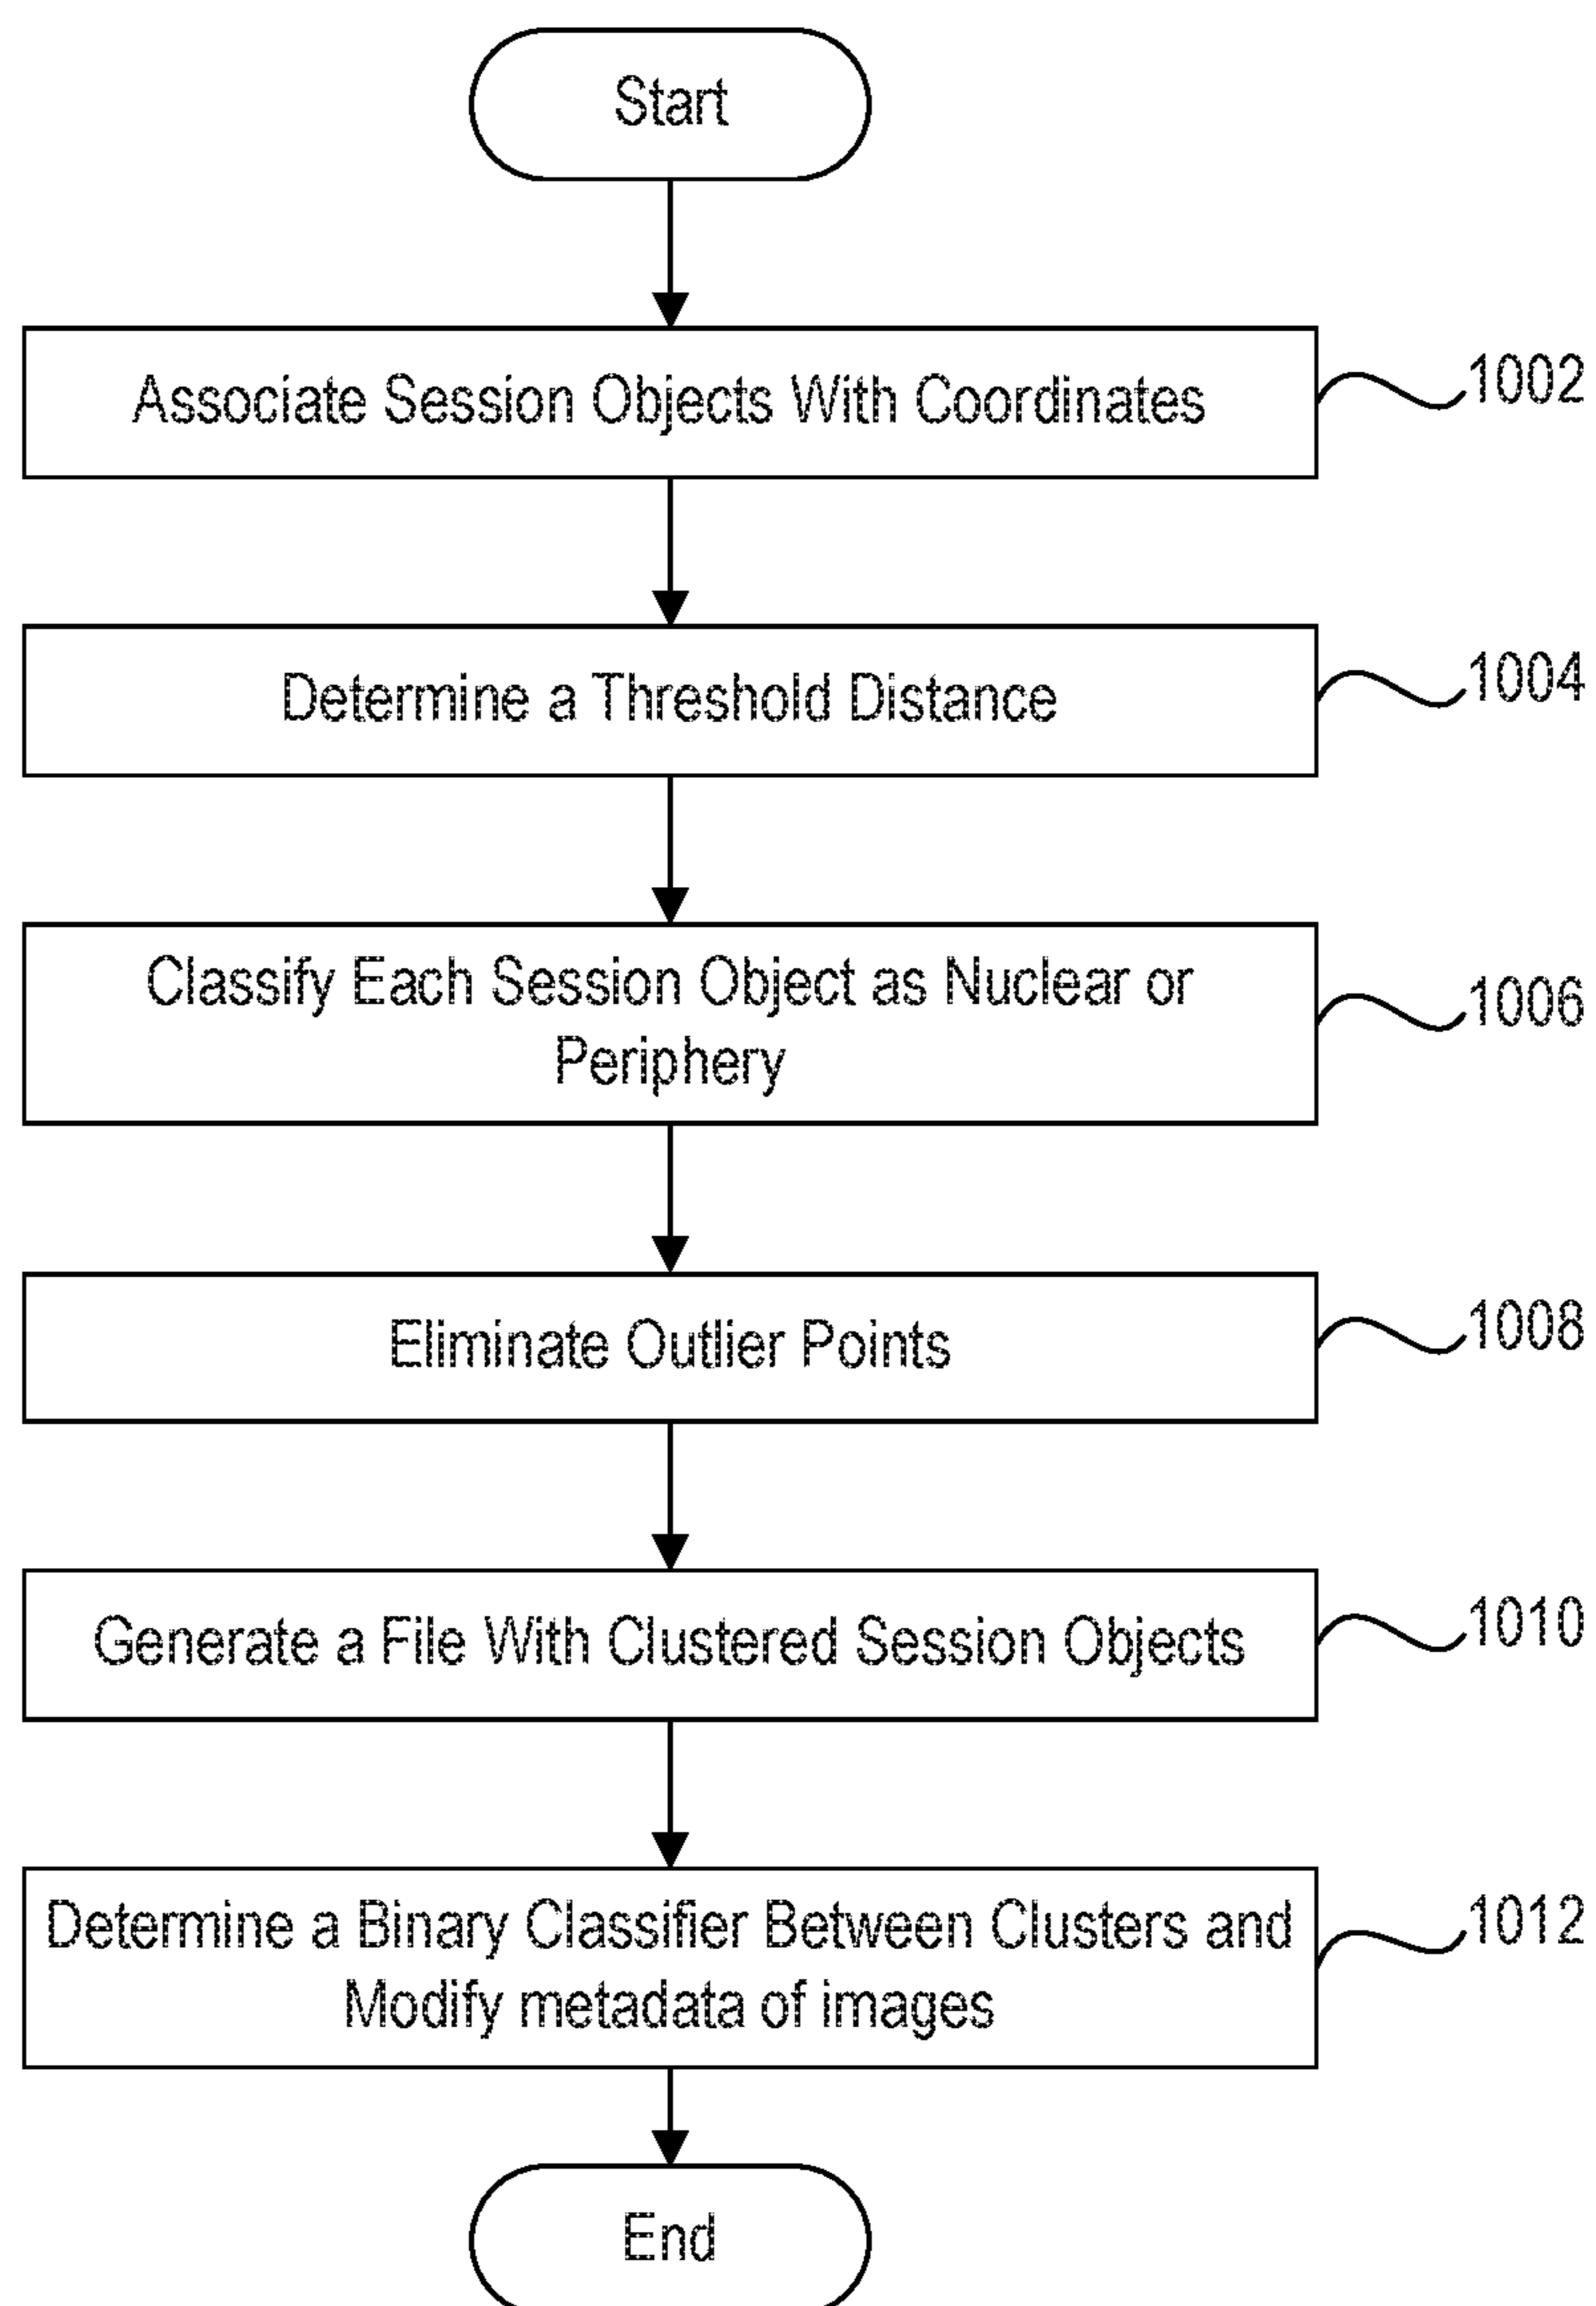 Start
Associate Session Objects With Coordinates
1002
Determine a Threshold Distance
1004
Classify Each Session Object as Nuclear or
Periphery
1006
Eliminate Outlier Points
1008
Generate a File With Clustered Session Objects
1010
Determine a Binary Classifier Between Clusters and
Modify metadata of images
1012
End